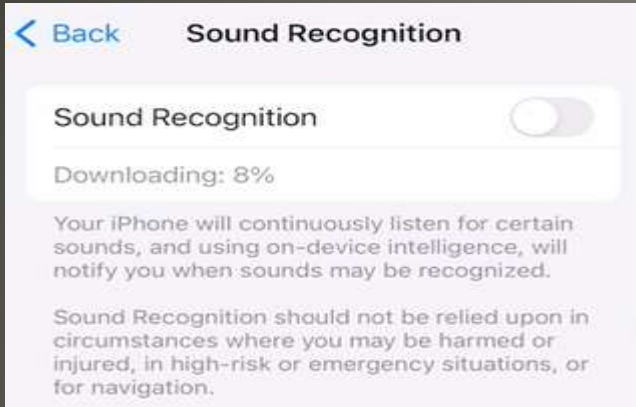 Back Sound Recognition
Sound Recognition
Downloading: 8%
Your iPhone will continuously listen for certain
sounds, and using on-device intelligence, will
notify you when sounds may be recognized.
Sound Recognition should not be relied upon in
circumstances where you may be harmed or
injured, in high-risk or emergency situations, or
for navigation.